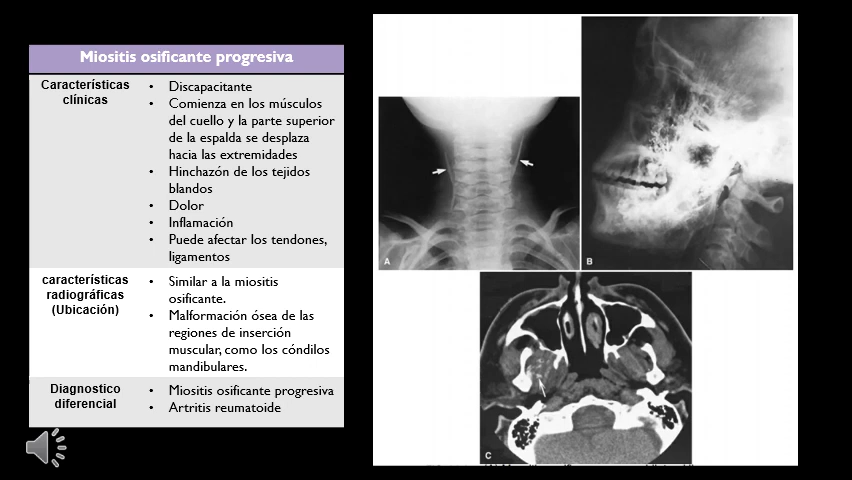 Miositis osificante progresiva
Características
clínicas
• Discapacitante
• Comienza en los músculos
del cuello y la parte superior
de la espalda se desplaza
hacia las extremidades
• Hinchazón de los tejidos
blandos
• Dolor
• Inflamación
• Puede afectar los tendones,
ligamentos
características
radiográficas
(Ubicación)
• Similar a la miositis
osificante.
• Malformación ósea de las
regiones de inserción
muscular, como los cóndilos
mandibulares.
Diagnostico
diferencial
• Miositis osificante progresiva
• Artritis reumatoide
A
B
C